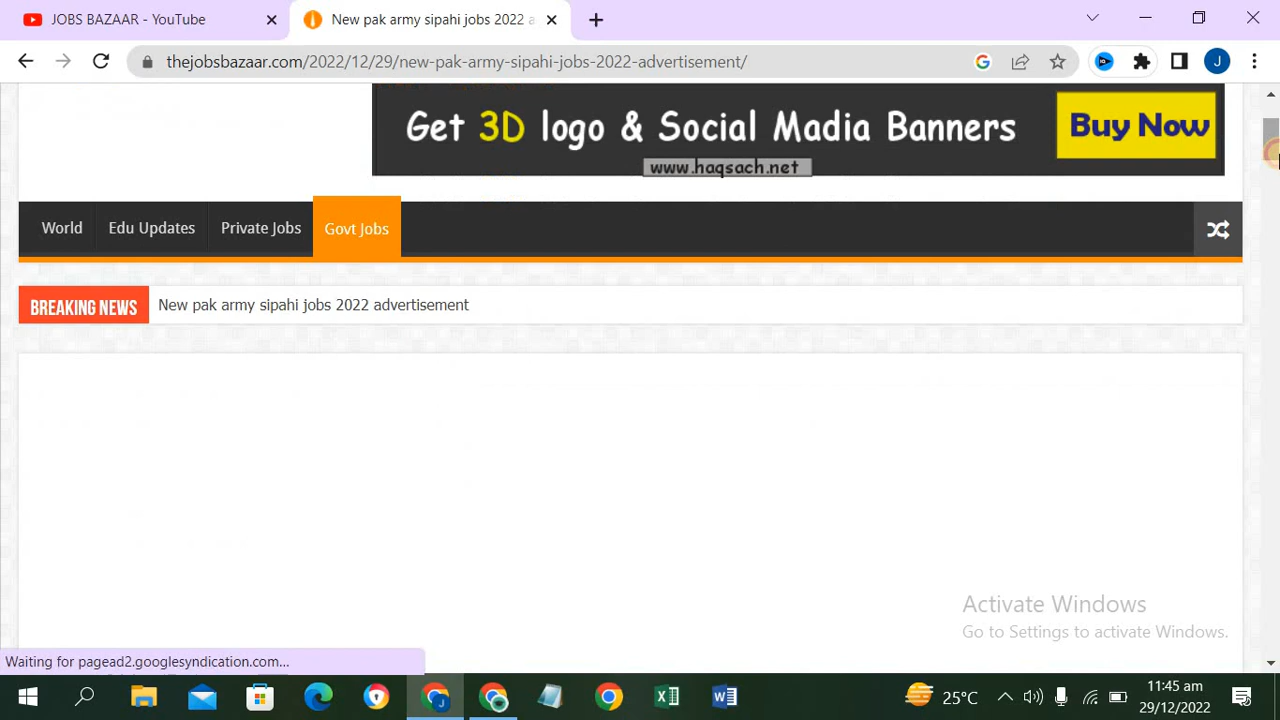 JOBS BAZAAR - YouTube
New pak army sipahi jobs 2022 a
thejobsbazaar.com/2022/12/29/new-pak-army-sipahi-jobs-2022-advertisement/
J
Get 3D logo & Social Madia Banners
Buy Now
www.haqsach.net
World
Edu Updates
Private Jobs
Govt Jobs
BREAKING NEWS
New pak army sipahi jobs 2022 advertisement
Activate Windows
Go to Settings to activate Windows.
Waiting for pagead2.googlesyndication.com...
25°C
11:45 am
29/12/2022